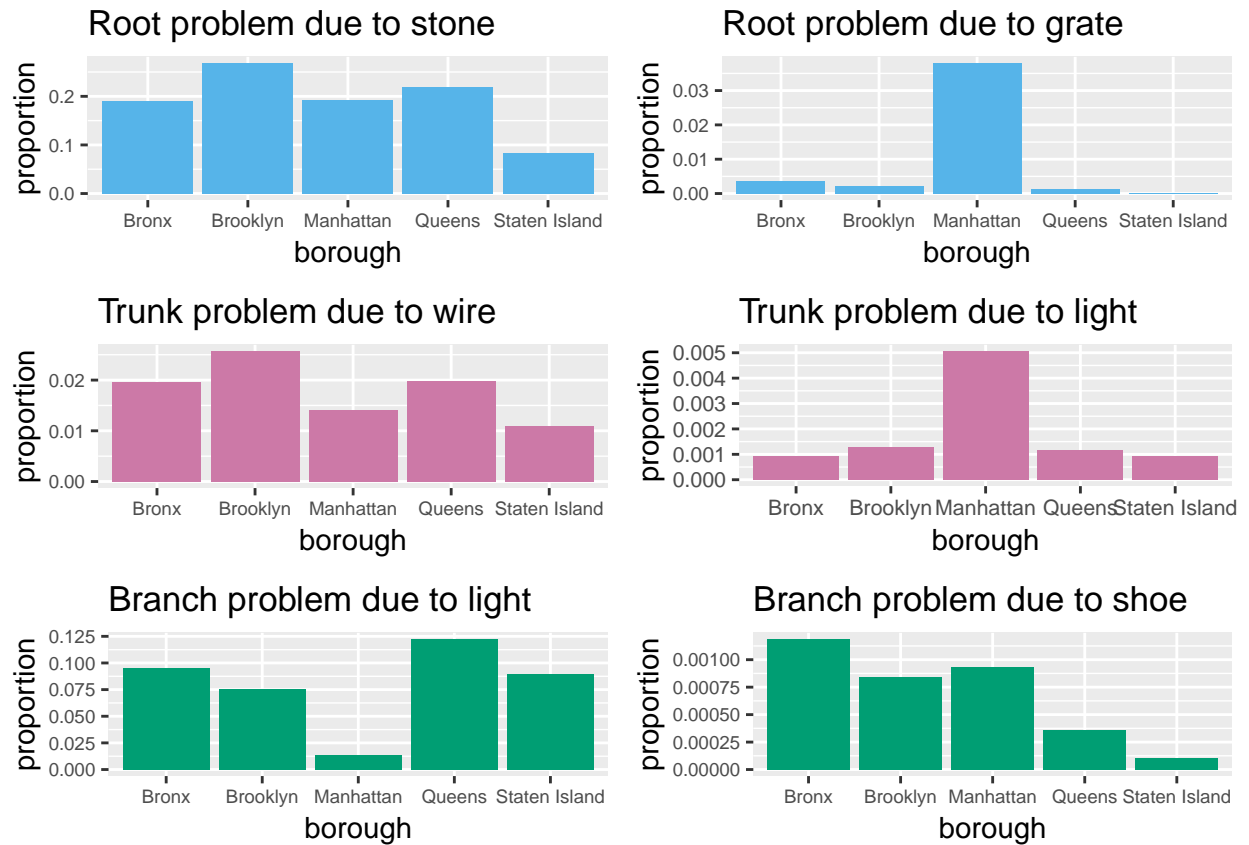 Root problem due to stone
proportion
0.2
0.1
0.0
Bronx Brooklyn Manhattan Queens Staten Island
borough
Root problem due to grate
proportion
0.03
0.02
0.01
0.00
Bronx Brooklyn Manhattan Queens Staten Island
borough
Trunk problem due to wire
proportion
0.02
0.01
0.00
Bronx Brooklyn Manhattan Queens Staten Island
borough
Trunk problem due to light
proportion
0.005
0.004
0.003
0.002
0.001
0.000
Bronx Brooklyn Manhattan Queens Staten Island
borough
Branch problem due to light
proportion
0.125
0.100
0.075
0.050
0.025
0.000
Bronx Brooklyn Manhattan Queens Staten Island
borough
Branch problem due to shoe
proportion
0.00100
0.00075
0.00050
0.00025
0.00000
Bronx Brooklyn Manhattan Queens Staten Island
borough